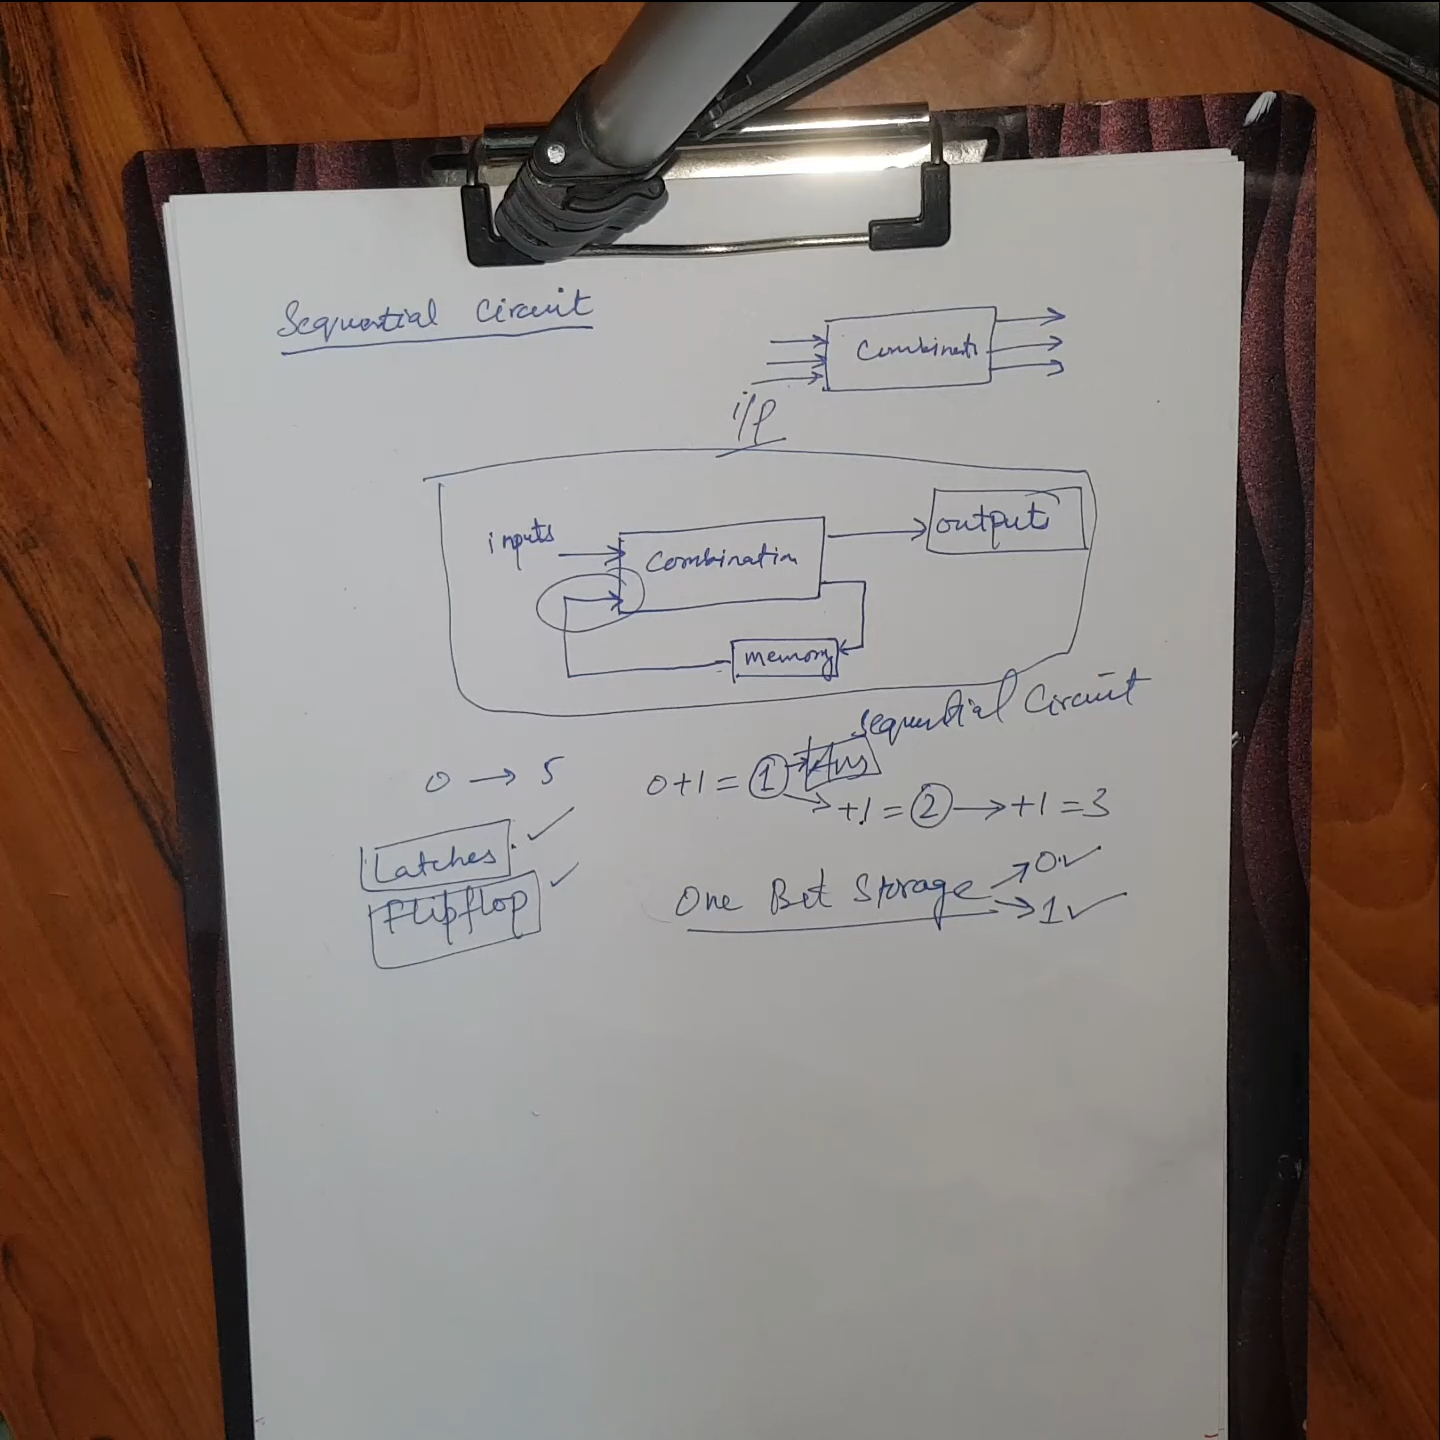 Sequential Circuit
Combinati
i/p
inputs
Combination
outputs
memory
Sequential Circuit
0 → 5
0+1 = 1 →
→ +1 = 2 → +1 = 3
Latches ✓
Flipflop ✓
One Bit Storage → 0 ✓
→ 1 ✓